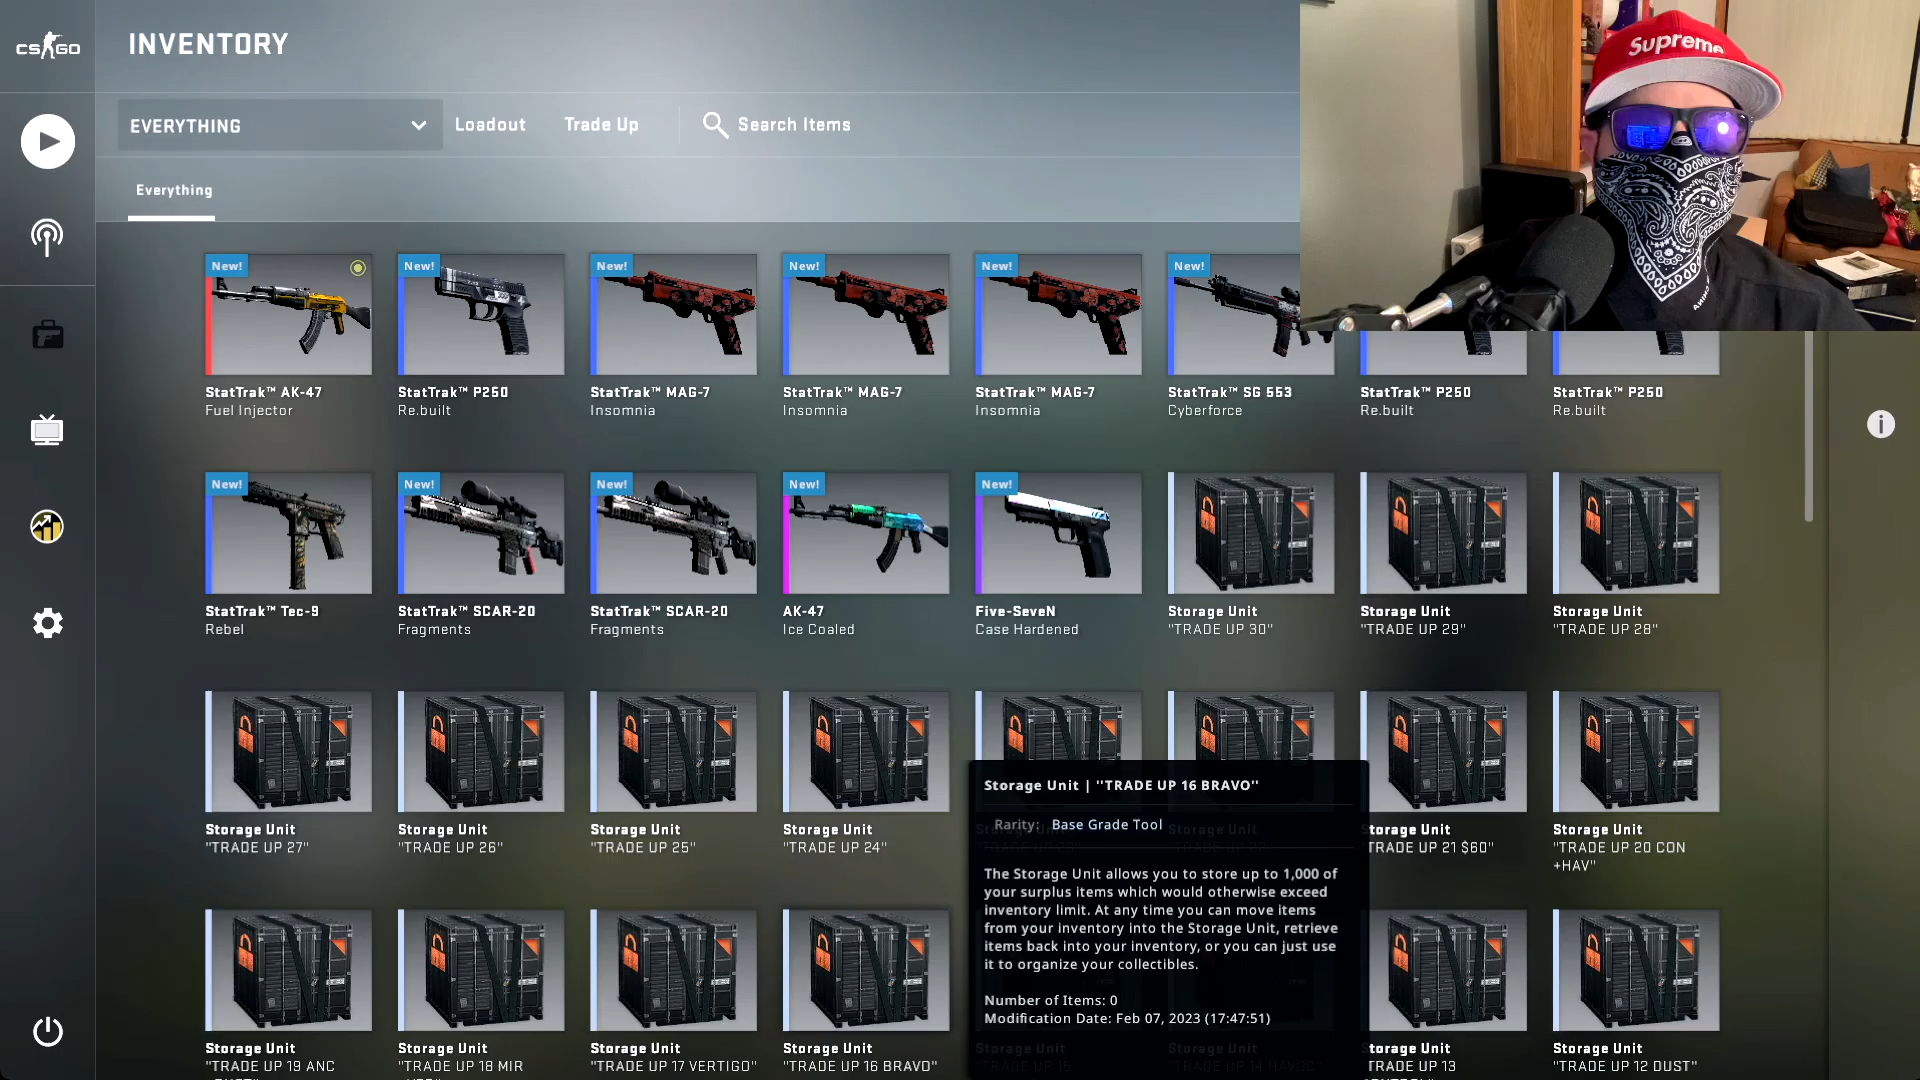 CS GO
INVENTORY
EVERYTHING
Loadout
Trade Up
Search Items
Everything
Supreme
New!
New!
New!
New!
New!
New!
StatTrak™ AK-47
Fuel Injector
StatTrak™ P250
Re.built
StatTrak™ MAG-7
Insomnia
StatTrak™ MAG-7
Insomnia
StatTrak™ MAG-7
Insomnia
StatTrak™ SG 553
Cyberforce
StatTrak™ P250
Re.built
StatTrak™ P250
Re.built
New!
New!
New!
New!
New!
StatTrak™ Tec-9
Rebel
StatTrak™ SCAR-20
Fragments
StatTrak™ SCAR-20
Fragments
AK-47
Ice Coaled
Five-SeveN
Case Hardened
Storage Unit
"TRADE UP 30"
Storage Unit
"TRADE UP 29"
Storage Unit
"TRADE UP 28"
Storage Unit
"TRADE UP 27"
Storage Unit
"TRADE UP 26"
Storage Unit
"TRADE UP 25"
Storage Unit
"TRADE UP 24"
Storage Unit | "TRADE UP 16 BRAVO"
Rarity: Base Grade Tool
The Storage Unit allows you to store up to 1,000 of
your surplus items which would otherwise exceed
inventory limit. At any time you can move items
from your inventory into the Storage Unit, retrieve
items back into your inventory, or you can just use
it to organize your collectibles.
Number of Items: 0
Modification Date: Feb 07, 2023 (17:47:51)
torage Unit
TRADE UP 21 $60"
Storage Unit
"TRADE UP 20 CON
+HAV"
Storage Unit
"TRADE UP 19 ANC
Storage Unit
"TRADE UP 18 MIR
Storage Unit
"TRADE UP 17 VERTIGO"
Storage Unit
"TRADE UP 16 BRAVO"
torage Unit
TRADE UP 13
Storage Unit
"TRADE UP 12 DUST"